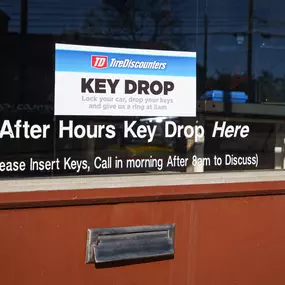 TD TireDiscounters
KEY DROP
Lock your car, drop your keys
and give us a ring at 8am
After Hours Key Drop Here
ease Insert Keys, Call in morning After 8am to Discuss)